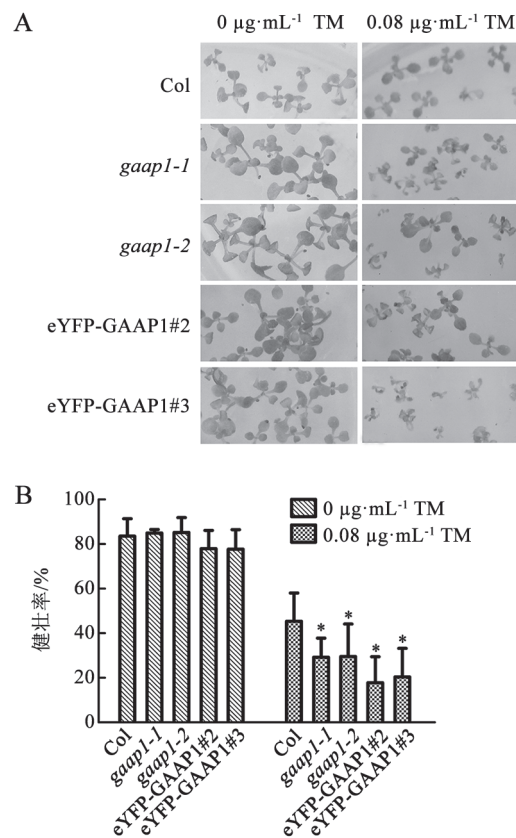 A
0 μg·mL⁻¹ TM 0.08 μg·mL⁻¹ TM
Col
gaap1-1
gaap1-2
eYFP-GAAP1#2
eYFP-GAAP1#3
B
100
80
60
40
20
0
健壮率/%
0 μg·mL⁻¹ TM
0.08 μg·mL⁻¹ TM
* * * *
Col gaap1-1 gaap1-2 eYFP-GAAP1#2 eYFP-GAAP1#3
Col gaap1-1 gaap1-2 eYFP-GAAP1#2 eYFP-GAAP1#3